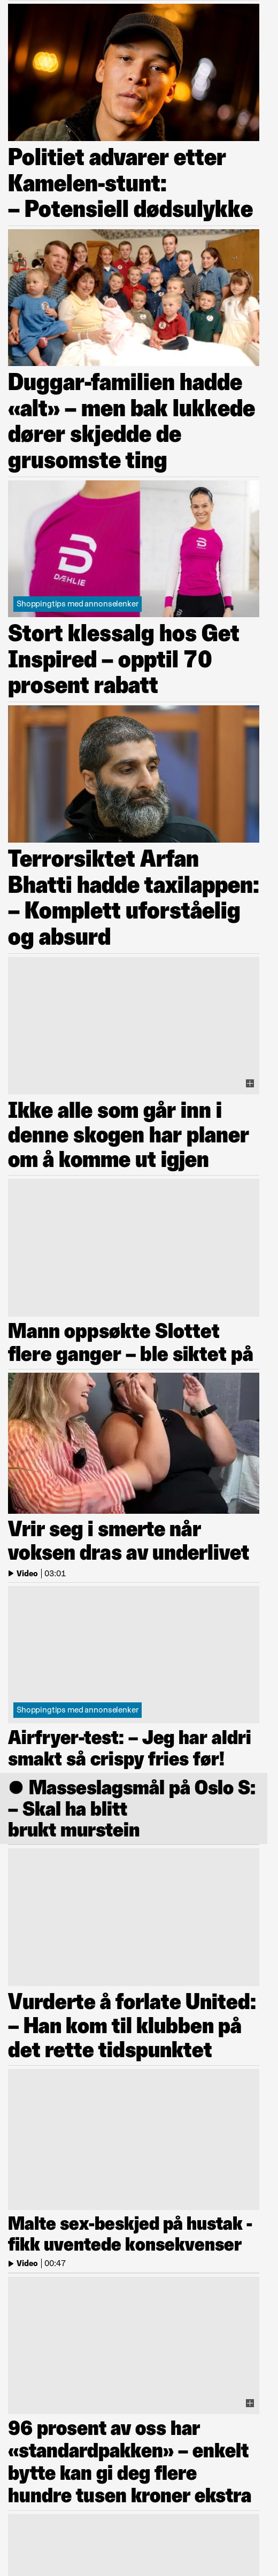 Politiet advarer etter
Kamelen-stunt:
– Potensiell dødsulykke
Duggar-familien hadde
«alt» – men bak lukkede
dører skjedde de
grusomste ting
DÆHLIE
Shoppingtips med annonselenker
Stort klessalg hos Get
Inspired – opptil 70
prosent rabatt
Terrorsiktet Arfan
Bhatti hadde taxilappen:
– Komplett uforståelig
og absurd
Ikke alle som går inn i
denne skogen har planer
om å komme ut igjen
Mann oppsøkte Slottet
flere ganger – ble siktet på
Vrir seg i smerte når
voksen dras av underlivet
Video | 03:01
Shoppingtips med annonselenker
Airfryer-test: – Jeg har aldri
smakt så crispy fries før!
Masseslagsmål på Oslo S:
– Skal ha blitt
brukt murstein
Vurderte å forlate United:
– Han kom til klubben på
det rette tidspunktet
Malte sex-beskjed på hustak -
fikk uventede konsekvenser
Video | 00:47
96 prosent av oss har
«standardpakken» – enkelt
bytte kan gi deg flere
hundre tusen kroner ekstra